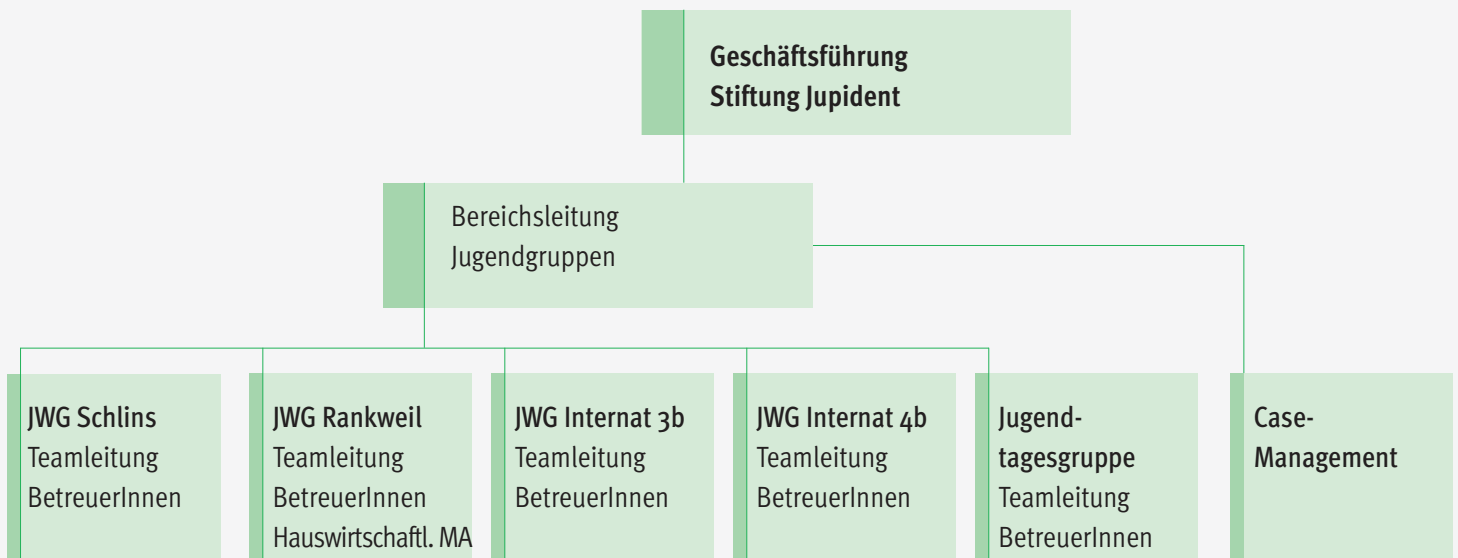 Geschäftsführung
Stiftung Jupident
Bereichsleitung
Jugendgruppen
JWG Schlins
Teamleitung
BetreuerInnen
JWG Rankweil
Teamleitung
BetreuerInnen
Hauswirtschaftl. MA
JWG Internat 3b
Teamleitung
BetreuerInnen
JWG Internat 4b
Teamleitung
BetreuerInnen
Jugend-
tagesgruppe
Teamleitung
BetreuerInnen
Case-
Management